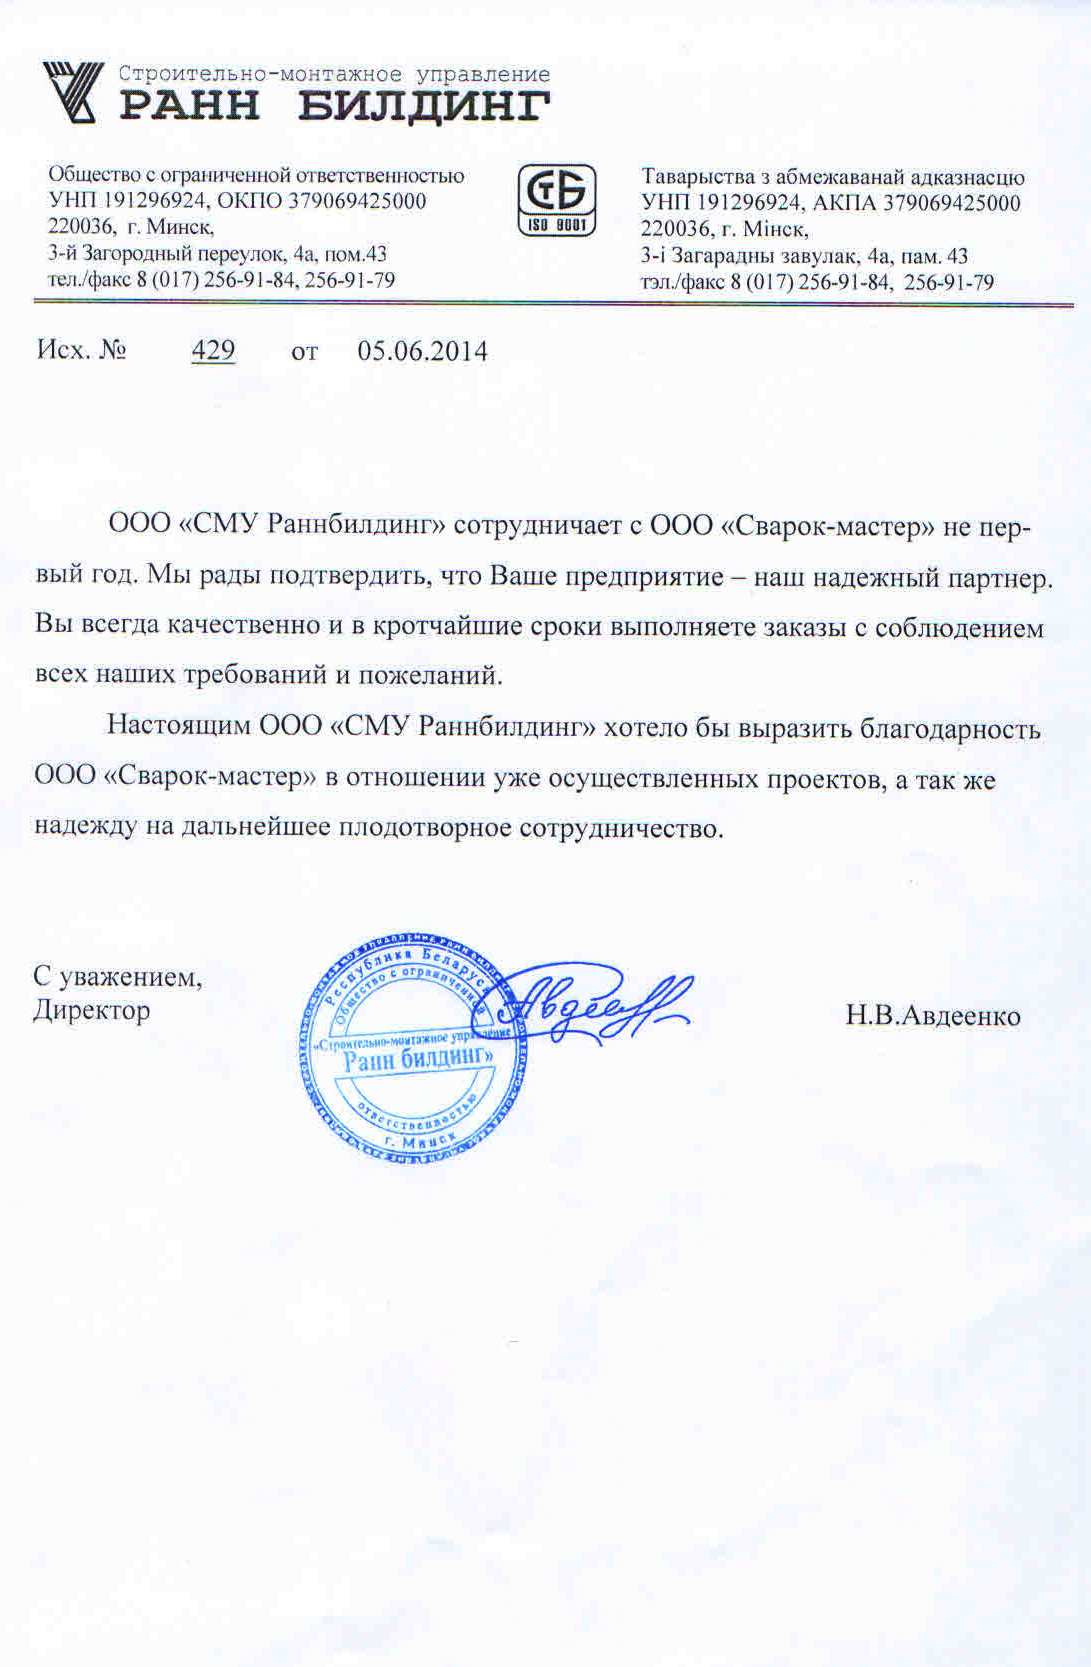 Строительно-монтажное управление
РАНН БИЛДИНГ
Общество с ограниченной ответственностью
УНП 191296924, ОКПО 379069425000
220036, г. Минск,
3-й Загородный переулок, 4а, пом.43
тел./факс 8 (017) 256-91-84, 256-91-79
СТБ
ISO 9001
Таварыства з абмежаванай адказнасцю
УНП 191296924, АКПА 379069425000
220036, г. Мінск,
3-і Загарадны завулак, 4а, пам. 43
тэл./факс 8 (017) 256-91-84, 256-91-79
Исх. № 429 от 05.06.2014
ООО «СМУ Раннбилдинг» сотрудничает с ООО «Сварок-мастер» не пер-
вый год. Мы рады подтвердить, что Ваше предприятие – наш надежный партнер.
Вы всегда качественно и в кротчайшие сроки выполняете заказы с соблюдением
всех наших требований и пожеланий.
Настоящим ООО «СМУ Раннбилдинг» хотело бы выразить благодарность
ООО «Сварок-мастер» в отношении уже осуществленных проектов, а так же
надежду на дальнейшее плодотворное сотрудничество.
С уважением,
Директор
Н.В.Авдеенко
Республика Беларусь
Общество с ограниченной
«Строительно-монтажное управление
Ранн билдинг»
ответственностью
г. Минск